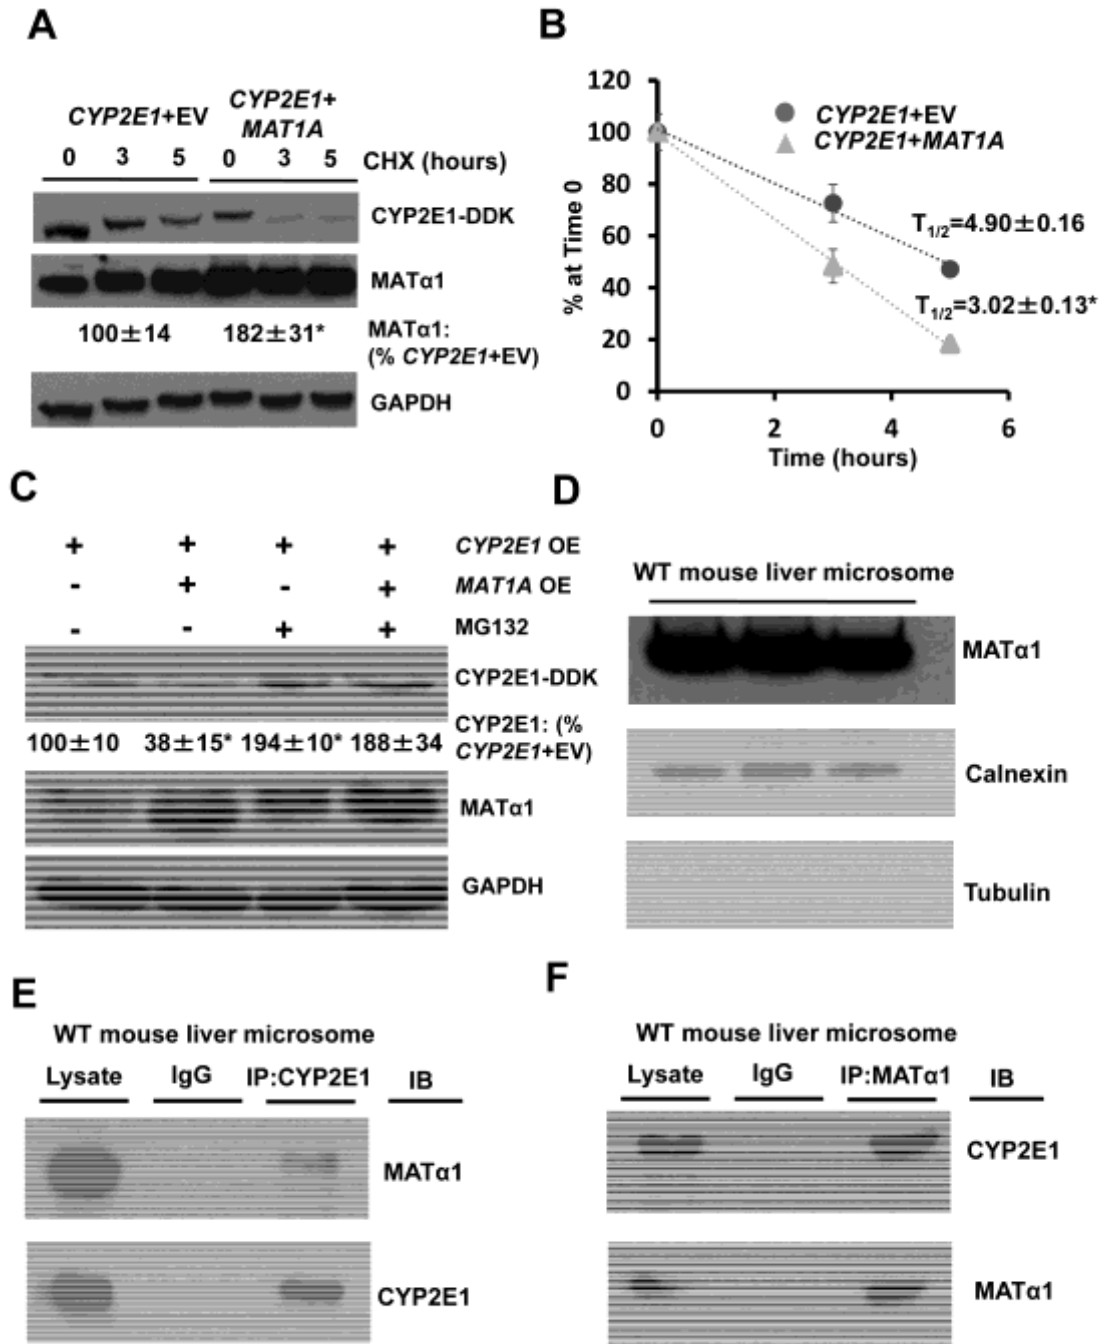 A
CYP2E1+EV
CYP2E1+
MAT1A
0 3 5 0 3 5 CHX (hours)
CYP2E1-DDK
MATα1
100±14 182±31* MATα1:
(% CYP2E1+EV)
GAPDH
B
120
100
80
60
40
20
0
0 2 4 6
% at Time 0
Time (hours)
CYP2E1+EV
CYP2E1+MAT1A
T1/2=4.90±0.16
T1/2=3.02±0.13*
C
+ + + + CYP2E1 OE
- + - + MAT1A OE
- - + + MG132
CYP2E1-DDK
CYP2E1: (%
100±10 38±15* 194±10* 188±34 CYP2E1+EV)
MATα1
GAPDH
D
WT mouse liver microsome
MATα1
Calnexin
Tubulin
E
WT mouse liver microsome
Lysate IgG IP:CYP2E1 IB
MATα1
CYP2E1
F
WT mouse liver microsome
Lysate IgG IP:MATα1 IB
CYP2E1
MATα1